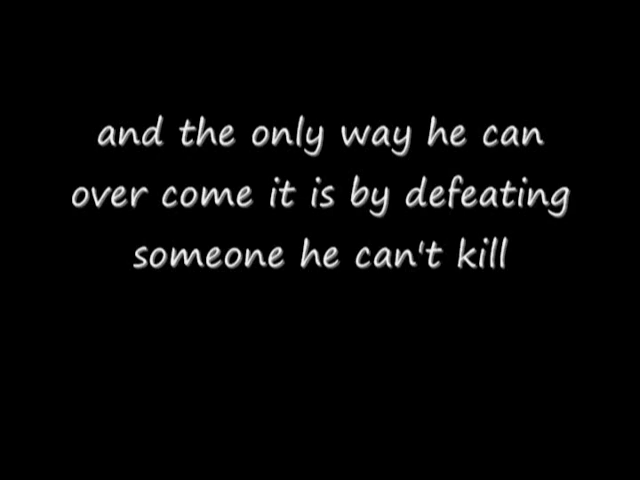 and the only way he can
over come it is by defeating
someone he can't kill